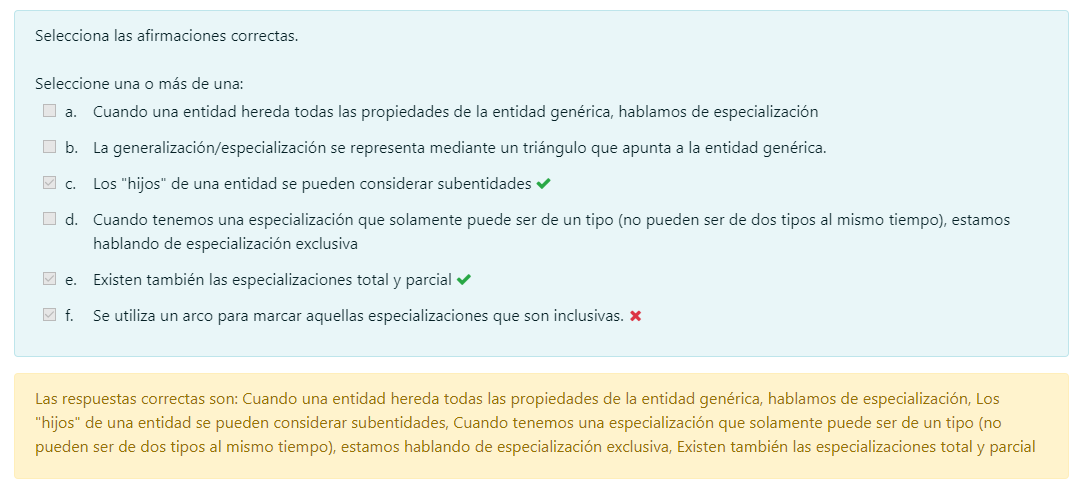 Selecciona las afirmaciones correctas.
Seleccione una o más de una:
a. Cuando una entidad hereda todas las propiedades de la entidad genérica, hablamos de especialización
b. La generalización/especialización se representa mediante un triángulo que apunta a la entidad genérica.
c. Los "hijos" de una entidad se pueden considerar subentidades
d. Cuando tenemos una especialización que solamente puede ser de un tipo (no pueden ser de dos tipos al mismo tiempo), estamos
hablando de especialización exclusiva
e. Existen también las especializaciones total y parcial
f. Se utiliza un arco para marcar aquellas especializaciones que son inclusivas.
Las respuestas correctas son: Cuando una entidad hereda todas las propiedades de la entidad genérica, hablamos de especialización, Los
"hijos" de una entidad se pueden considerar subentidades, Cuando tenemos una especialización que solamente puede ser de un tipo (no
pueden ser de dos tipos al mismo tiempo), estamos hablando de especialización exclusiva, Existen también las especializaciones total y parcial